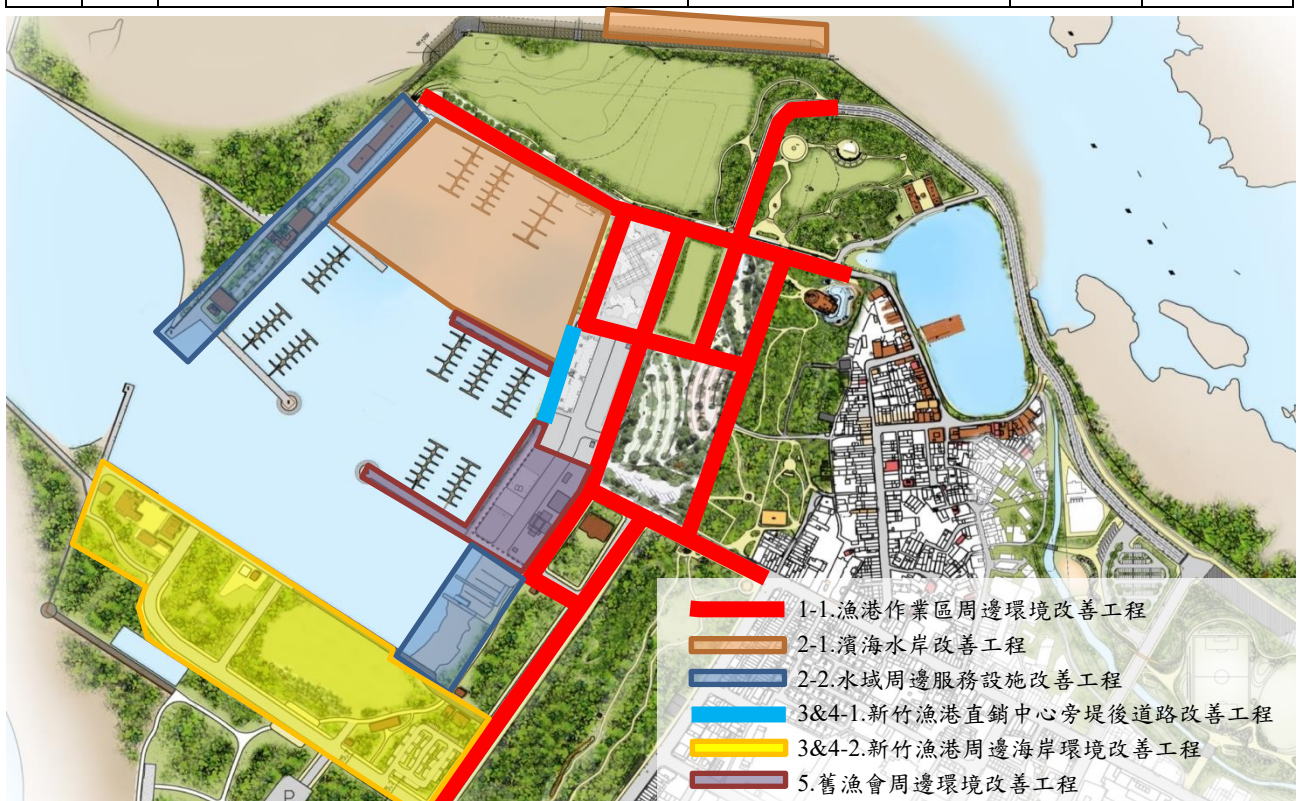 1-1.漁港作業區周邊環境改善工程
2-1.濱海水岸改善工程
2-2.水域周邊服務設施改善工程
3&4-1.新竹漁港直銷中心旁堤後道路改善工程
3&4-2.新竹漁港周邊海岸環境改善工程
5.舊漁會周邊環境改善工程
P